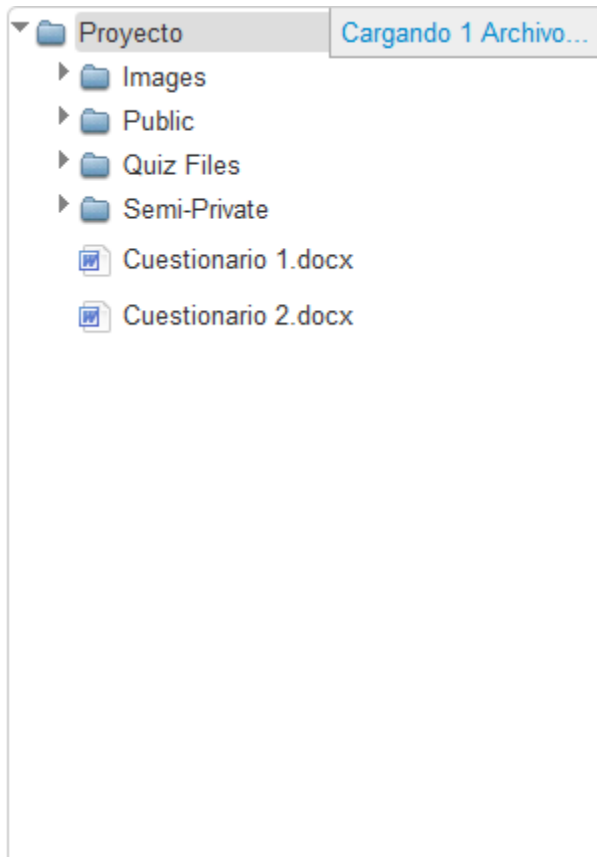 Proyecto
Cargando 1 Archivo...
Images
Public
Quiz Files
Semi-Private
Cuestionario 1.docx
Cuestionario 2.docx